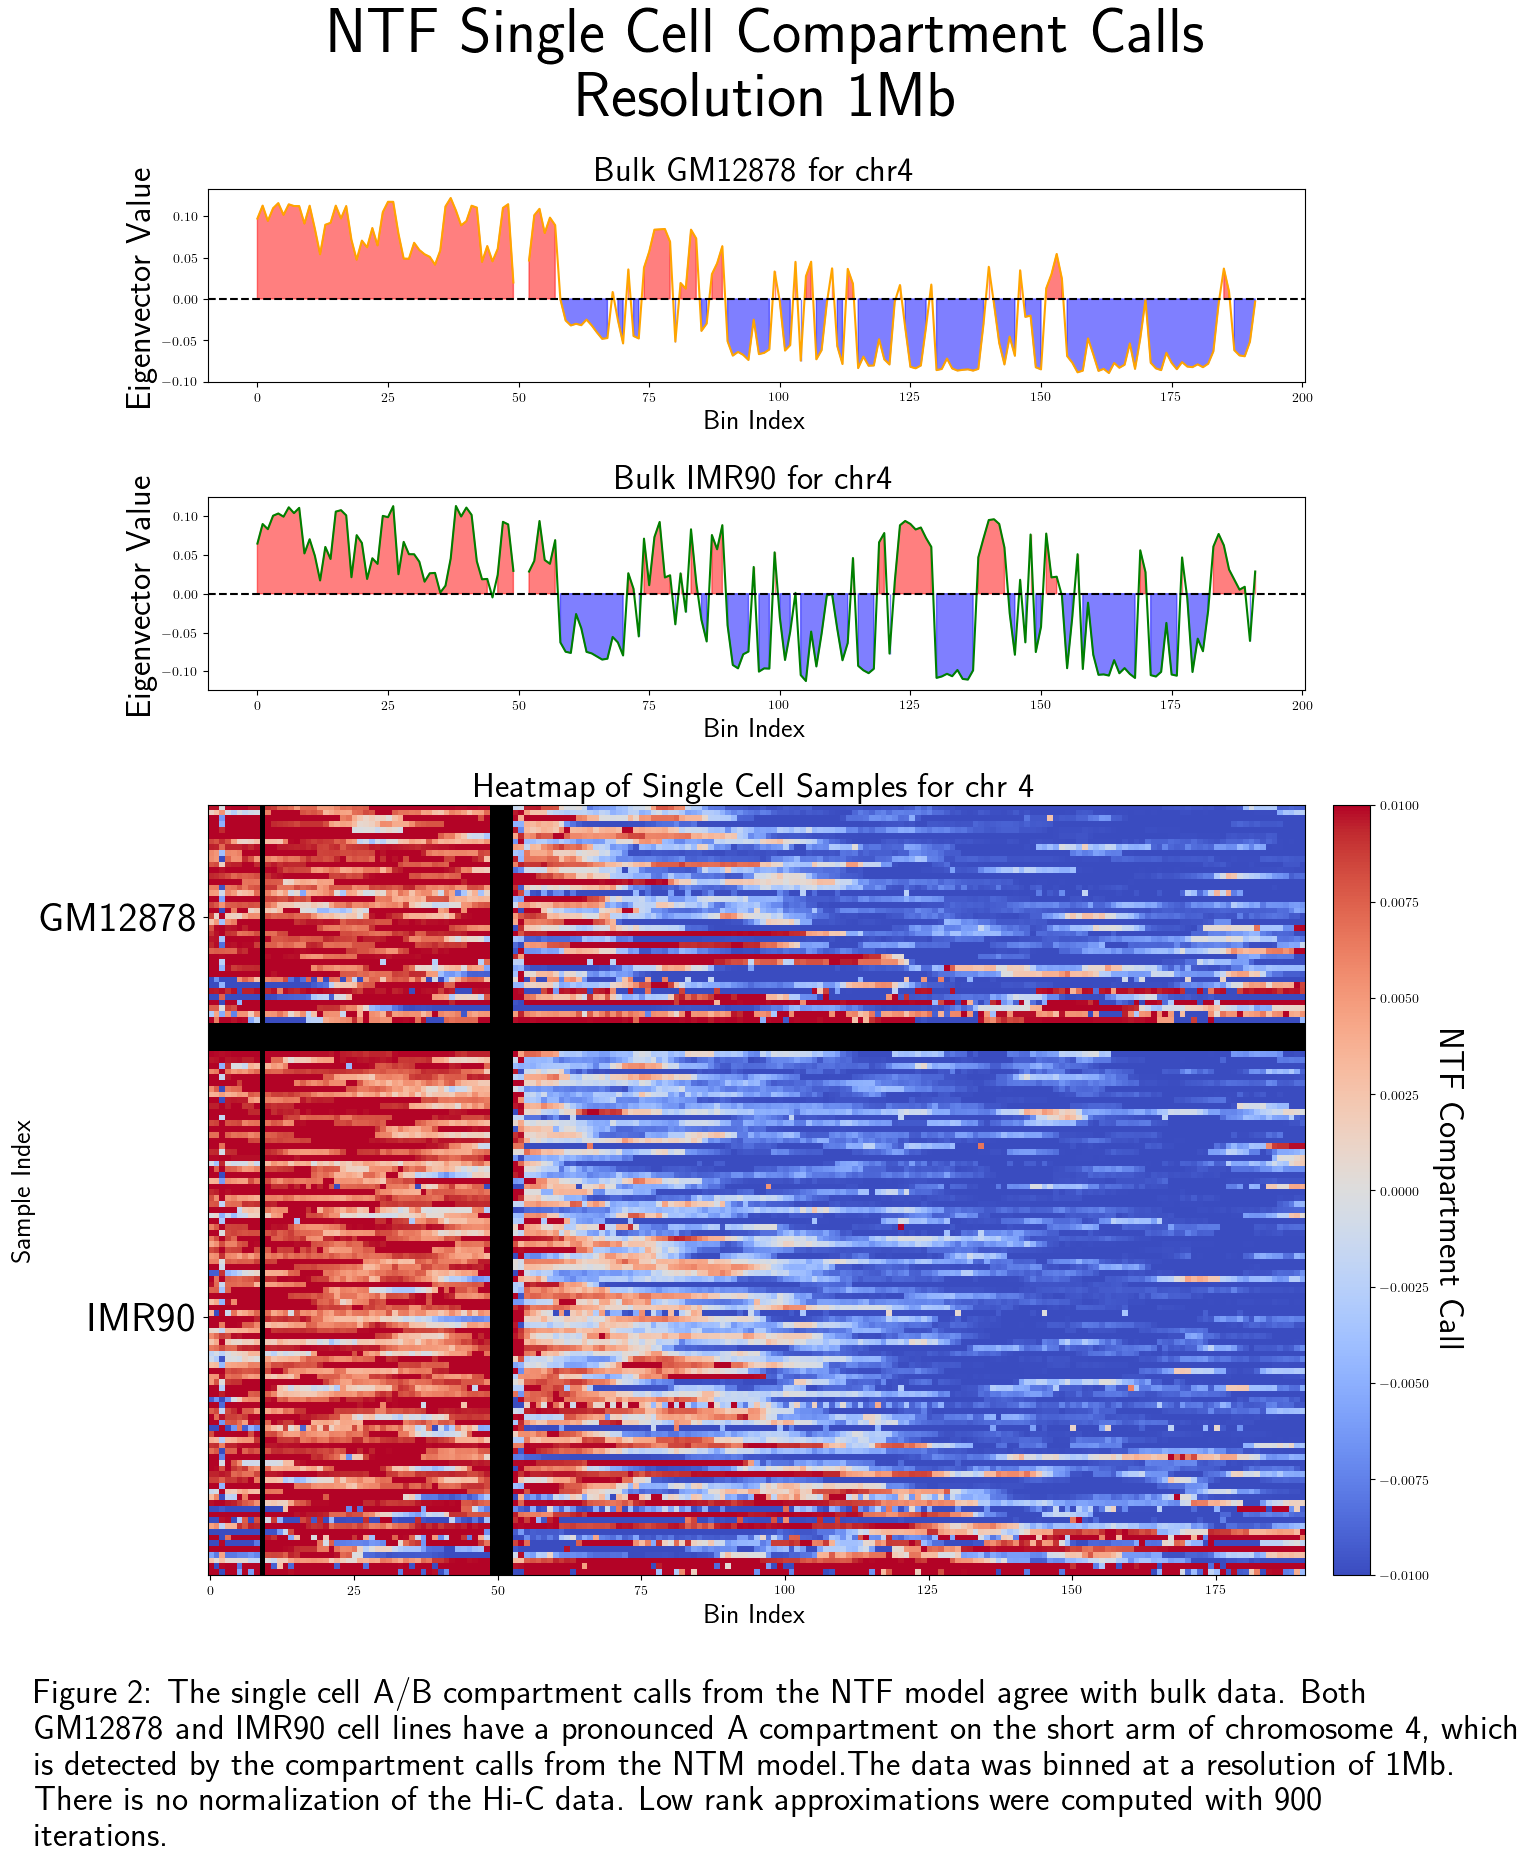 NTF Single Cell Compartment Calls
Resolution 1Mb
Bulk GM12878 for chr4
Eigenvector Value
0.10
0.05
0.00
−0.05
−0.10
0 25 50 75 100 125 150 175 200
Bin Index
Bulk IMR90 for chr4
Eigenvector Value
0.10
0.05
0.00
−0.05
−0.10
0 25 50 75 100 125 150 175 200
Bin Index
Heatmap of Single Cell Samples for chr 4
Sample Index
GM12878
IMR90
0 25 50 75 100 125 150 175
Bin Index
0.0100
0.0075
0.0050
0.0025
0.0000
−0.0025
−0.0050
−0.0075
−0.0100
NTF Compartment Call
Figure 2: The single cell A/B compartment calls from the NTF model agree with bulk data. Both
GM12878 and IMR90 cell lines have a pronounced A compartment on the short arm of chromosome 4, which
is detected by the compartment calls from the NTM model.The data was binned at a resolution of 1Mb.
There is no normalization of the Hi-C data. Low rank approximations were computed with 900
iterations.